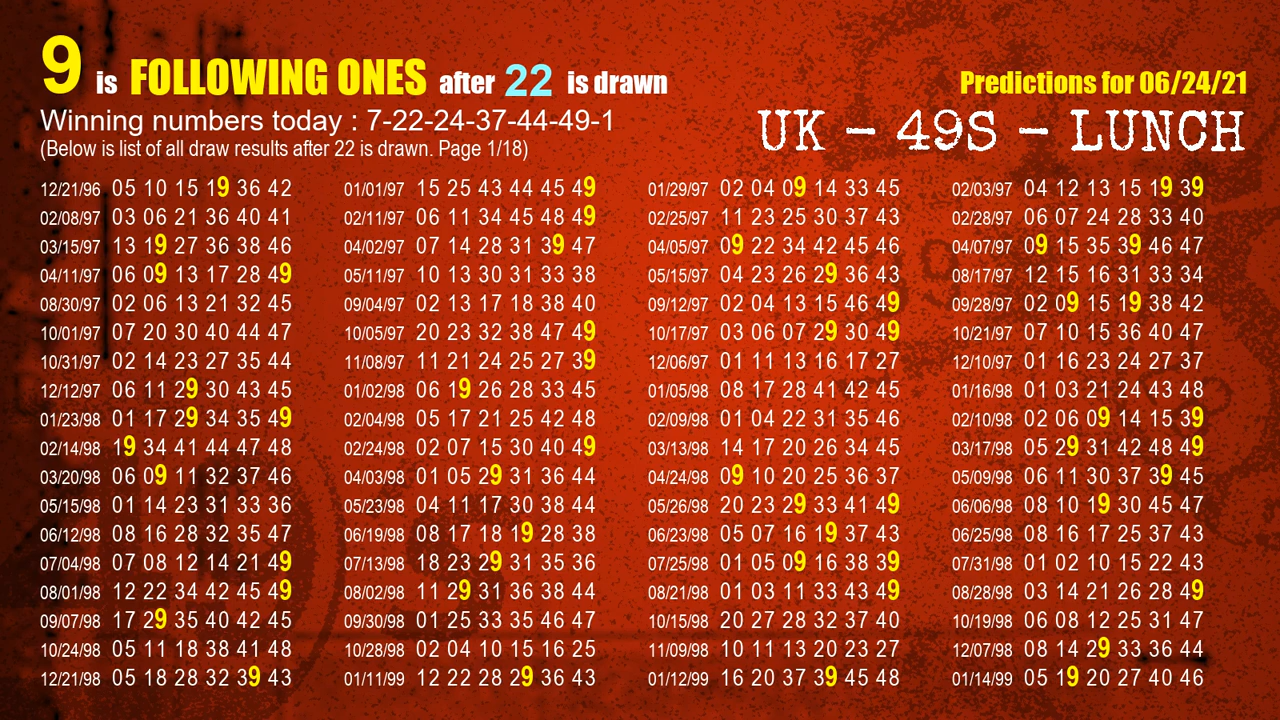 9 is FOLLOWING ONES after 22 is drawn
Predictions for 06/24/21
Winning numbers today : 7-22-24-37-44-49-1
UK - 49S - LUNCH
(Below is list of all draw results after 22 is drawn. Page 1/18)
12/21/96 05 10 15 19 36 42 01/01/97 15 25 43 44 45 49 01/29/97 02 04 09 14 33 45 02/03/97 04 12 13 15 19 39
02/08/97 03 06 21 36 40 41 02/11/97 06 11 34 45 48 49 02/25/97 11 23 25 30 37 43 02/28/97 06 07 24 28 33 40
03/15/97 13 19 27 36 38 46 04/02/97 07 14 28 31 39 47 04/05/97 09 22 34 42 45 46 04/07/97 09 15 35 39 46 47
04/11/97 06 09 13 17 28 49 05/11/97 10 13 30 31 33 38 05/15/97 04 23 26 29 36 43 08/17/97 12 15 16 31 33 34
08/30/97 02 06 13 21 32 45 09/04/97 02 13 17 18 38 40 09/12/97 02 04 13 15 46 49 09/28/97 02 09 15 19 38 42
10/01/97 07 20 30 40 44 47 10/05/97 20 23 32 38 47 49 10/17/97 03 06 07 29 30 49 10/21/97 07 10 15 36 40 47
10/31/97 02 14 23 27 35 44 11/08/97 11 21 24 25 27 39 12/06/97 01 11 13 16 17 27 12/10/97 01 16 23 24 27 37
12/12/97 06 11 29 30 43 45 01/02/98 06 19 26 28 33 45 01/05/98 08 17 28 41 42 45 01/16/98 01 03 21 24 43 48
01/23/98 01 17 29 34 35 49 02/04/98 05 17 21 25 42 48 02/09/98 01 04 22 31 35 46 02/10/98 02 06 09 14 15 39
02/14/98 19 34 41 44 47 48 02/24/98 02 07 15 30 40 49 03/13/98 14 17 20 26 34 45 03/17/98 05 29 31 42 48 49
03/20/98 06 09 11 32 37 46 04/03/98 01 05 29 31 36 44 04/24/98 09 10 20 25 36 37 05/09/98 06 11 30 37 39 45
05/15/98 01 14 23 31 33 36 05/23/98 04 11 17 30 38 44 05/26/98 20 23 29 33 41 49 06/06/98 08 10 19 30 45 47
06/12/98 08 16 28 32 35 47 06/19/98 08 17 18 19 28 38 06/23/98 05 07 16 19 37 43 06/25/98 08 16 17 25 37 43
07/04/98 07 08 12 14 21 49 07/13/98 18 23 29 31 35 36 07/25/98 01 05 09 16 38 39 07/31/98 01 02 10 15 22 43
08/01/98 12 22 34 42 45 49 08/02/98 11 29 31 36 38 44 08/21/98 01 03 11 33 43 49 08/28/98 03 14 21 26 28 49
09/07/98 17 29 35 40 42 45 09/30/98 01 25 33 35 46 47 10/15/98 20 27 28 32 37 40 10/19/98 06 08 12 25 31 47
10/24/98 05 11 18 38 41 48 10/28/98 02 04 10 15 16 25 11/09/98 10 11 13 20 23 27 12/07/98 08 14 29 33 36 44
12/21/98 05 18 28 32 39 43 01/11/99 12 22 28 29 36 39 01/12/99 16 20 37 39 45 48 01/14/99 05 19 20 27 40 46